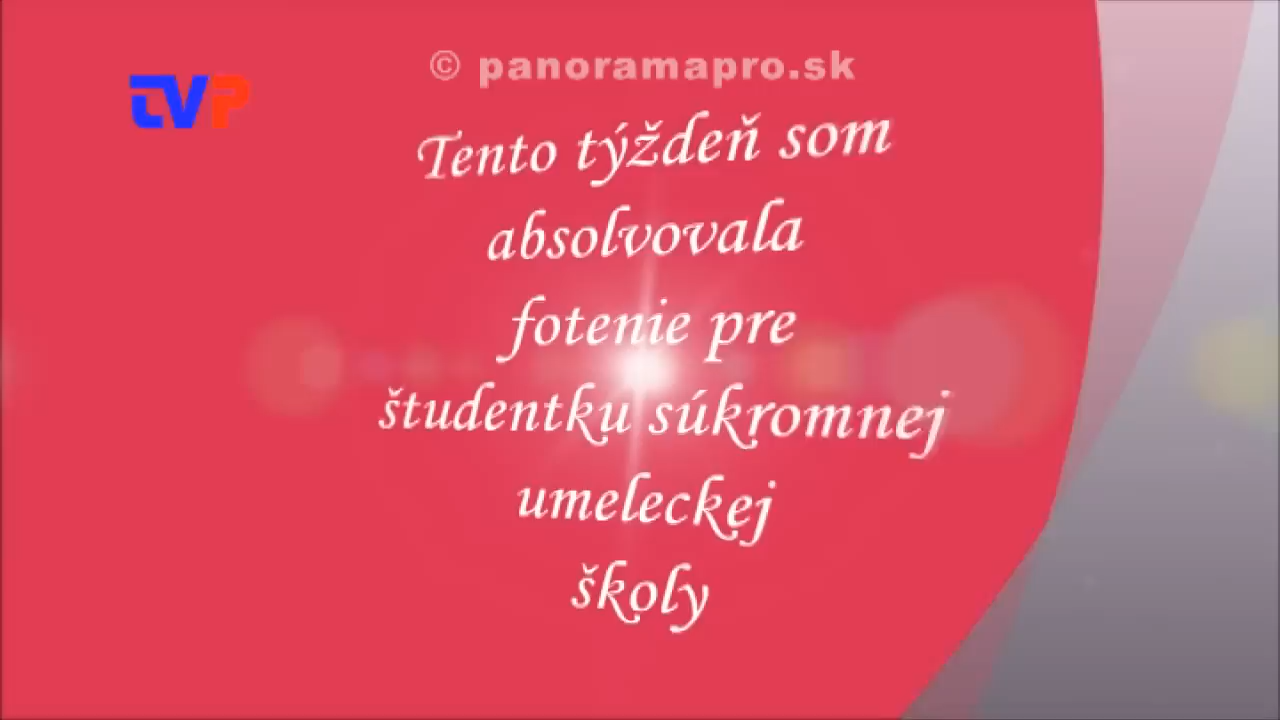 © panoramapro.sk
TVP
Tento týždeň som
absolvovala
fotenie pre
študentku súkromnej
umeleckej
školy